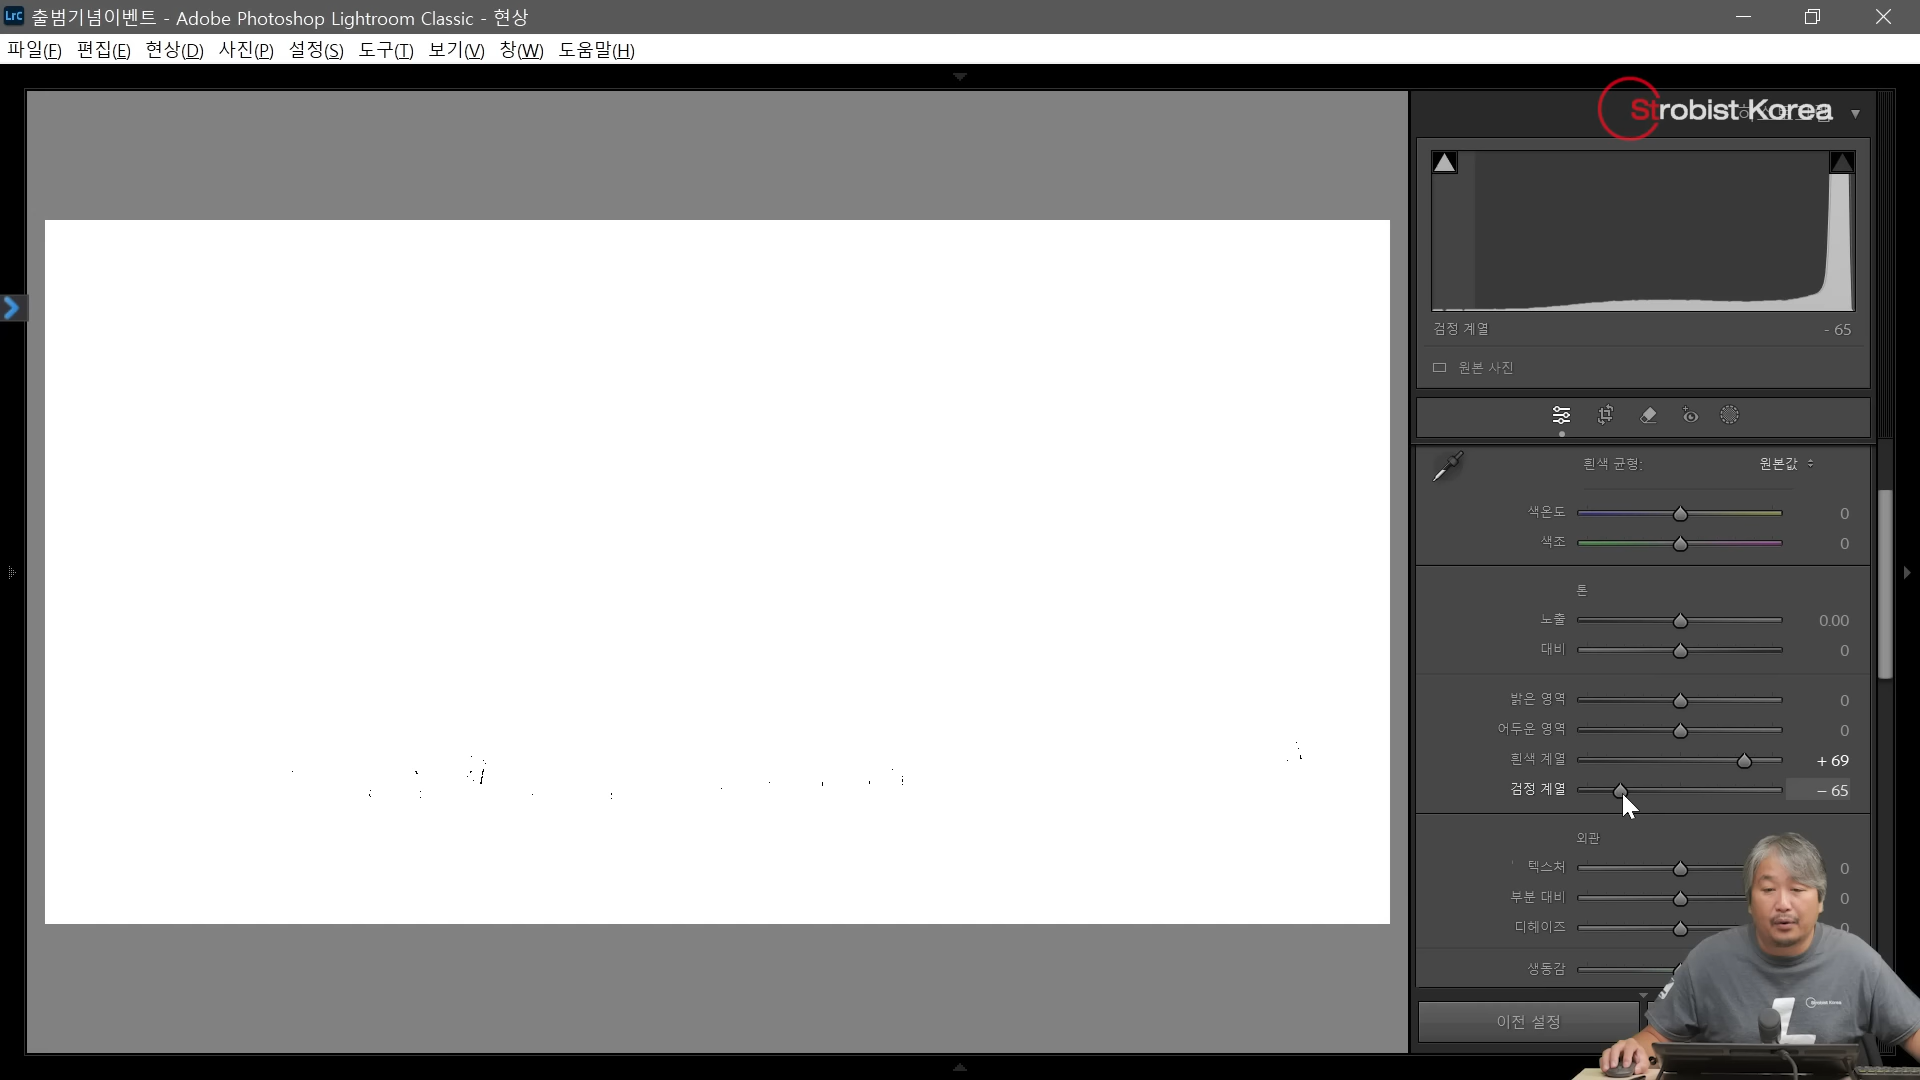 LrC 출범기념이벤트 - Adobe Photoshop Lightroom Classic - 현상
파일(F) 편집(E) 현상(D) 사진(P) 설정(S) 도구(T) 보기(V) 창(W) 도움말(H)
Strobist Korea
검정 계열 - 65
원본 사진
흰색 균형: 원본값
색온도 0
색조 0
톤
노출 0.00
대비 0
밝은 영역 0
어두운 영역 0
흰색 계열 + 69
검정 계열 - 65
외관
텍스처 0
부분 대비 0
디헤이즈 0
생동감
이전 설정